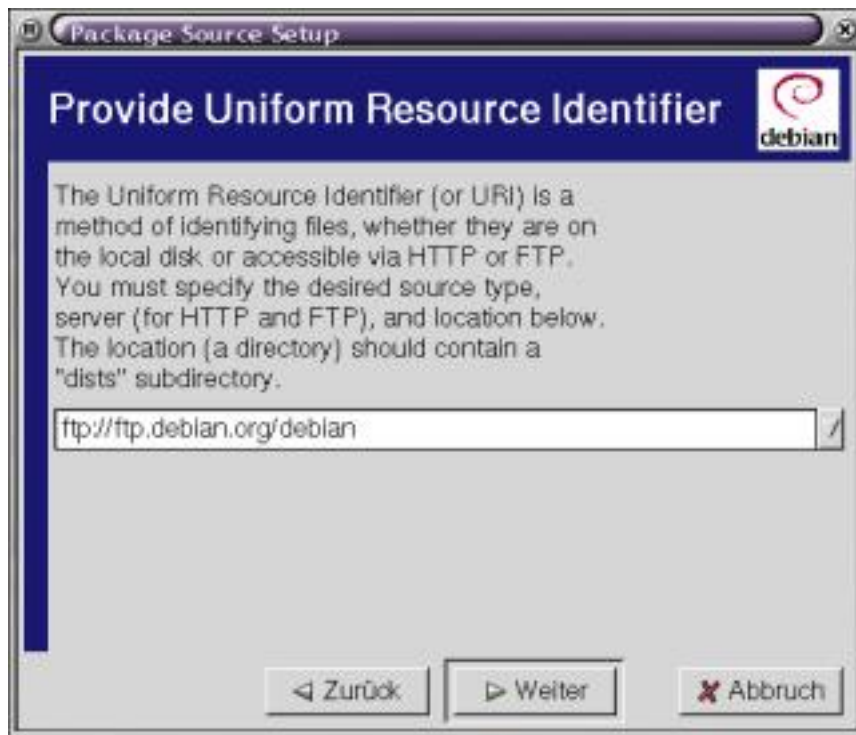 Package Source Setup
Provide Uniform Resource Identifier
debian
The Uniform Resource Identifier (or URI) is a
method of identifying files, whether they are on
the local disk or accessible via HTTP or FTP.
You must specify the desired source type,
server (for HTTP and FTP), and location below.
The location (a directory) should contain a
"dists" subdirectory.
ftp://ftp.debian.org/debian
/
Zurück
Weiter
Abbruch